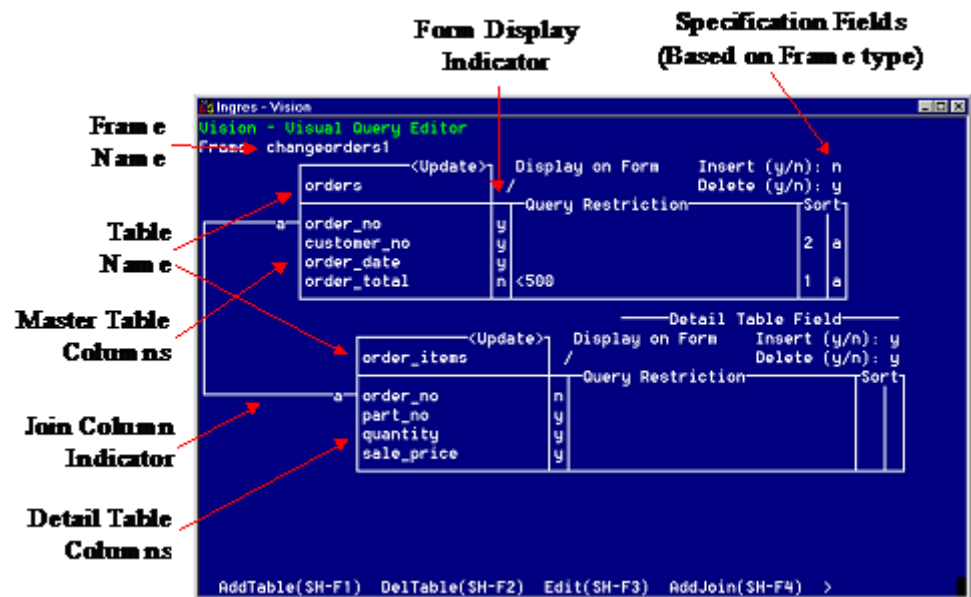 Specification Fields
(Based on Frame type)
Form Display
Indicator
Ingres - Vision
Vision - Visual Query Editor
Frame changeorders1
Frame
Name
<Update> Display on Form Insert (y/n): n
orders / Delete (y/n): y
Query Restriction Sort
a order_no y
customer_no y 2 a
order_date y
order_total n <500 1 a
Table
Name
Master Table
Columns
Detail Table Field
<Update> Display on Form Insert (y/n): y
order_items / Delete (y/n): y
Query Restriction Sort
a order_no n
part_no y
quantity y
sale_price y
Join Column
Indicator
Detail Table
Columns
AddTable(SH-F1) DelTable(SH-F2) Edit(SH-F3) AddJoin(SH-F4) >